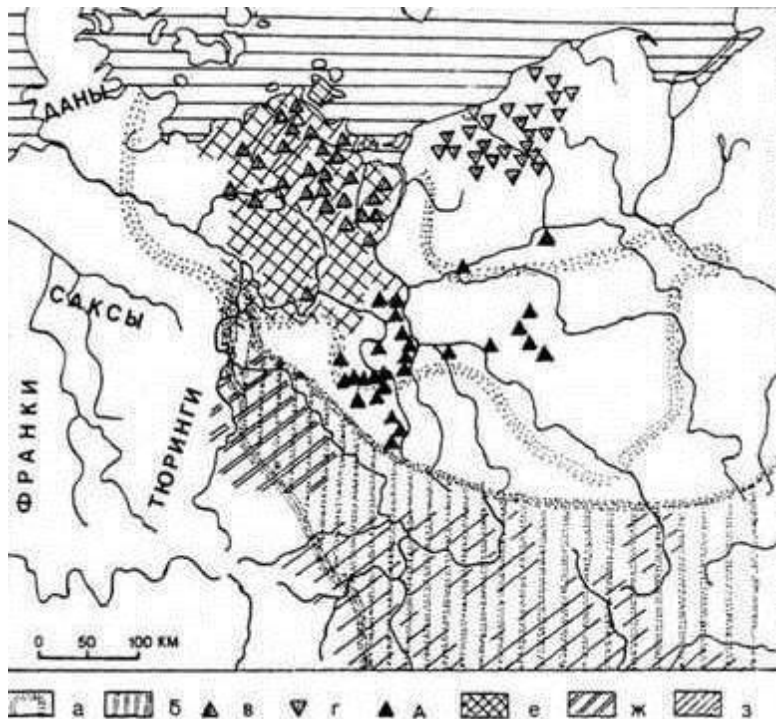 ДАНЫ
САКСЫ
ФРАНКИ
ТЮРИНГИ
0 50 100 КМ
а б в г д е ж з